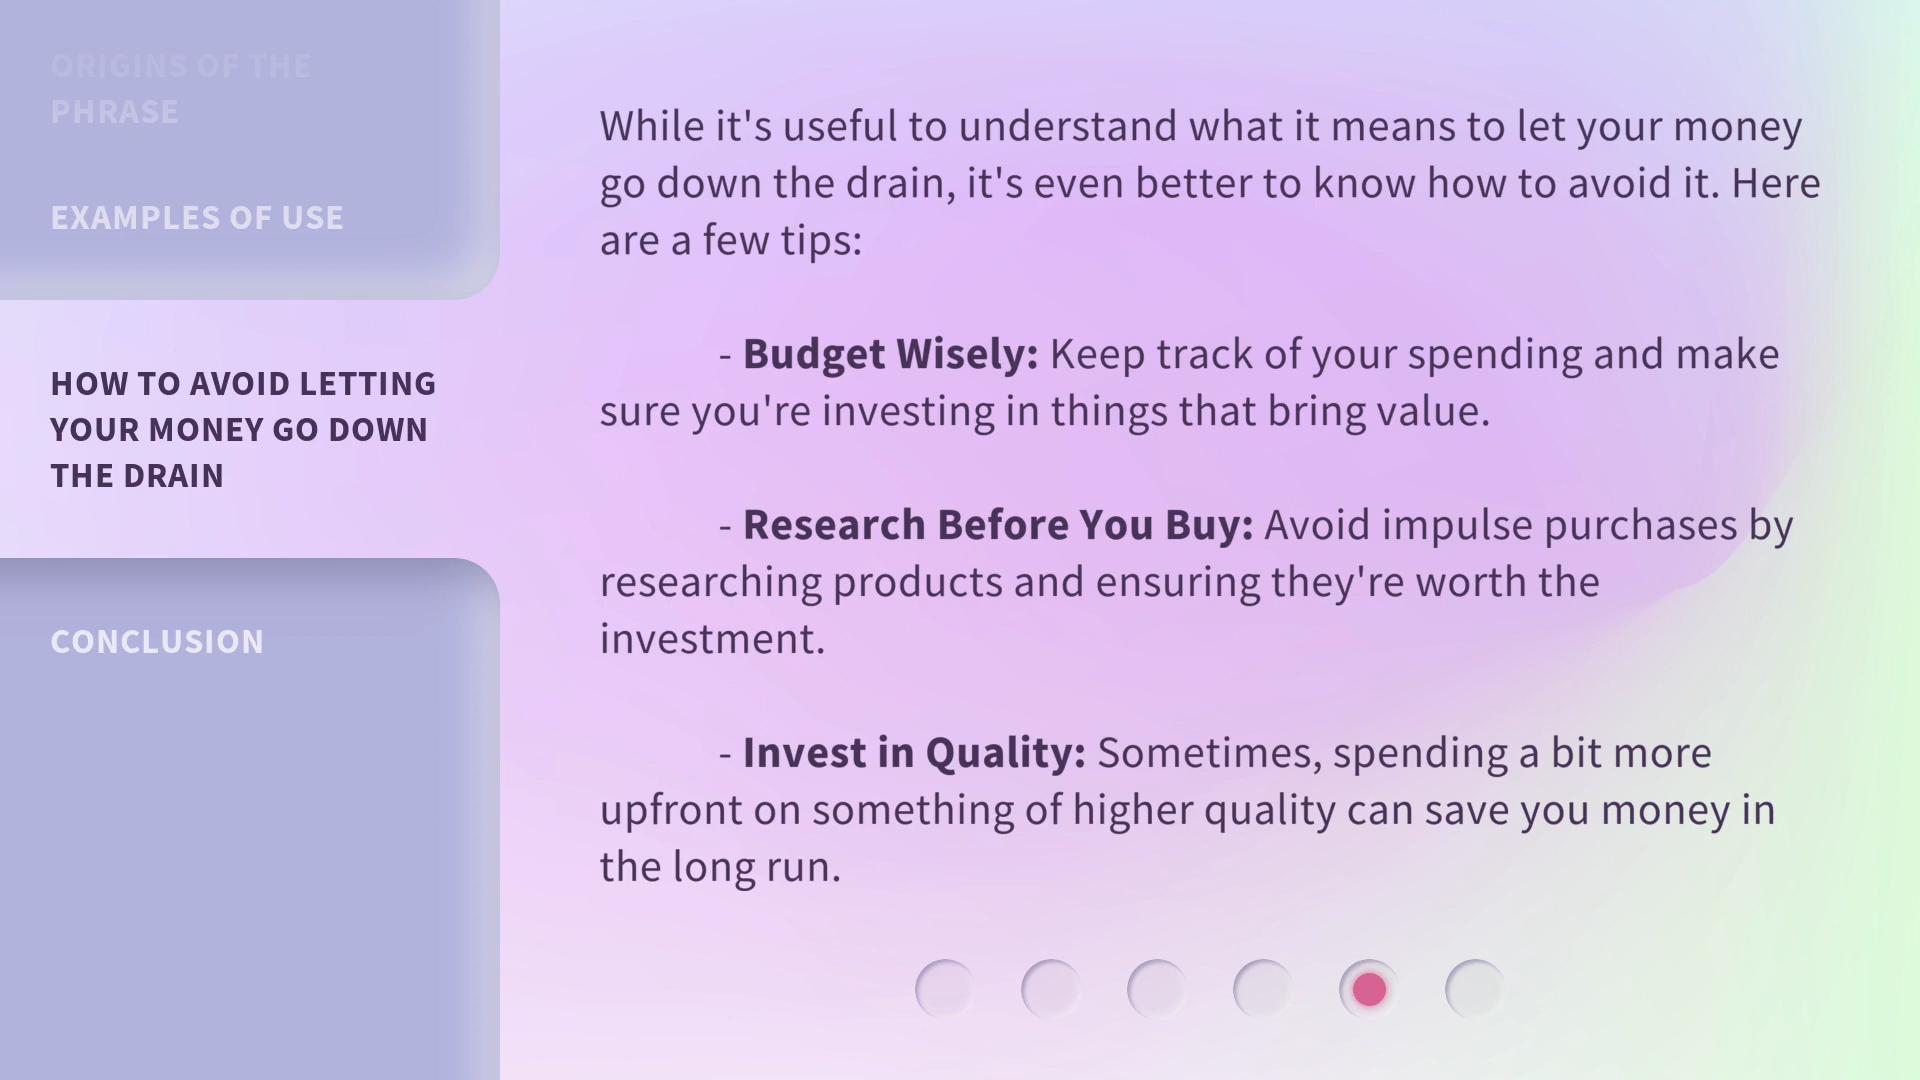 ORIGINS OF THE
PHRASE
EXAMPLES OF USE
HOW TO AVOID LETTING
YOUR MONEY GO DOWN
THE DRAIN
CONCLUSION
While it's useful to understand what it means to let your money
go down the drain, it's even better to know how to avoid it. Here
are a few tips:
- Budget Wisely: Keep track of your spending and make
sure you're investing in things that bring value.
- Research Before You Buy: Avoid impulse purchases by
researching products and ensuring they're worth the
investment.
- Invest in Quality: Sometimes, spending a bit more
upfront on something of higher quality can save you money in
the long run.